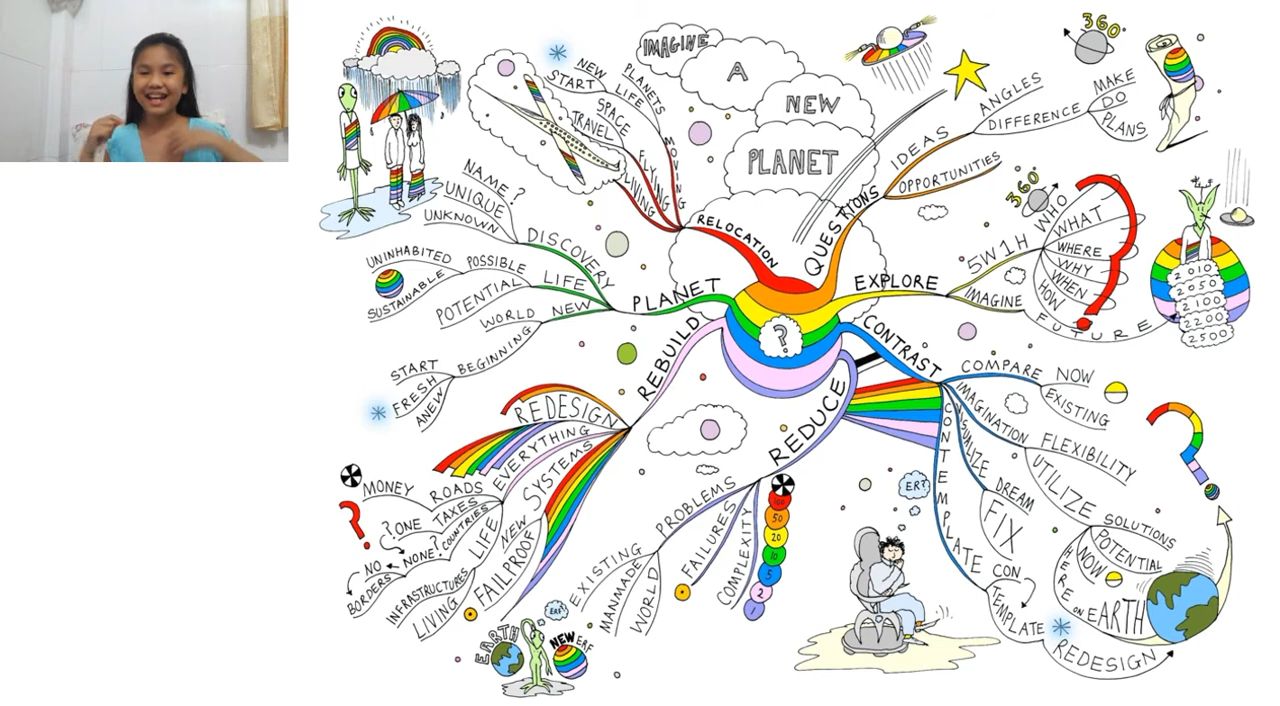 IMAGINE
A
NEW
PLANET
RELOCATION
MOVING
PLANETS
FLYING
LIFE
NEW
START
SPACE
TRAVEL
LIVING
QUESTIONS
IDEAS
ANGLES
DIFFERENCE
MAKE
DO
PLANS
360°
OPPORTUNITIES
EXPLORE
5W1H
WHO
WHAT
WHERE
WHY
WHEN
HOW
?
360°
IMAGINE
FUTURE
2010
2050
2100
2200
2500
CONTRAST
COMPARE
NOW
EXISTING
IMAGINATION
FLEXIBILITY
UTILIZE
SOLUTIONS
POTENTIAL
NOW
HERE
ON EARTH
VISUALIZE
DREAM
FIX
CONTEMPLATE
CON
TEMPLATE
REDESIGN
ER?
REDUCE
PROBLEMS
EXISTING
MANMADE
WORLD
FAILURES
COMPLEXITY
100
50
20
10
5
2
1
REBUILD
REDESIGN
EVERYTHING
ROADS
MONEY
TAXES
?ONE
COUNTRIES
NONE?
NO
BORDERS
LIFE
INFRASTRUCTURES
LIVING
SYSTEMS
NEW
FAILPROOF
EARTH
ERF
NEW ERF
PLANET
DISCOVERY
NAME?
UNIQUE
UNKNOWN
LIFE
POSSIBLE
UNINHABITED
SUSTAINABLE
POTENTIAL
NEW
WORLD
BEGINNING
START
FRESH
ANEW
?